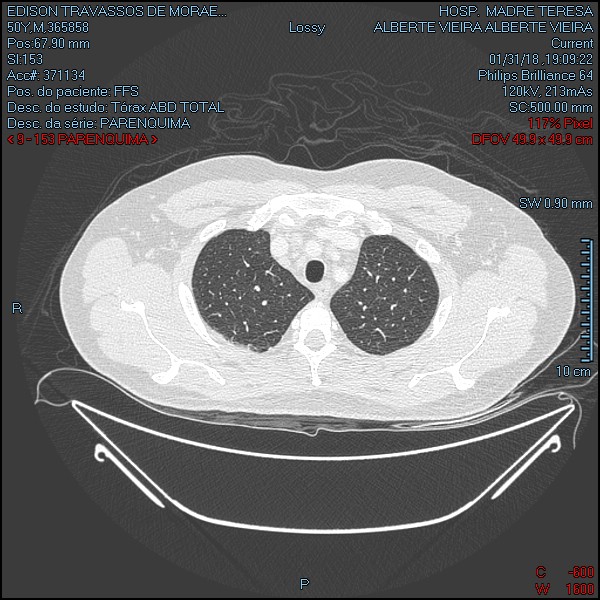 EDISON TRAVASSOS DE MORAE...
50Y,M,365858
Pos:67.90 mm
SI:153
Acc#: 371134
Pos. do paciente: FFS
Desc. do estudo: Tórax ABD TOTAL
Desc. da série: PARENQUIMA
< 9 - 153 PARENQUIMA >
Lossy
HOSP. MADRE TERESA
ALBERTE VIEIRA ALBERTE VIEIRA
Current
01/31/18 ,19:09:22
Philips Brilliance 64
120kV, 213mAs
SC:500.00 mm
117% Pixel
DFOV 49.9 x 49.9 cm
SW 0.90 mm
R
10 cm
P
C -600
W 1600